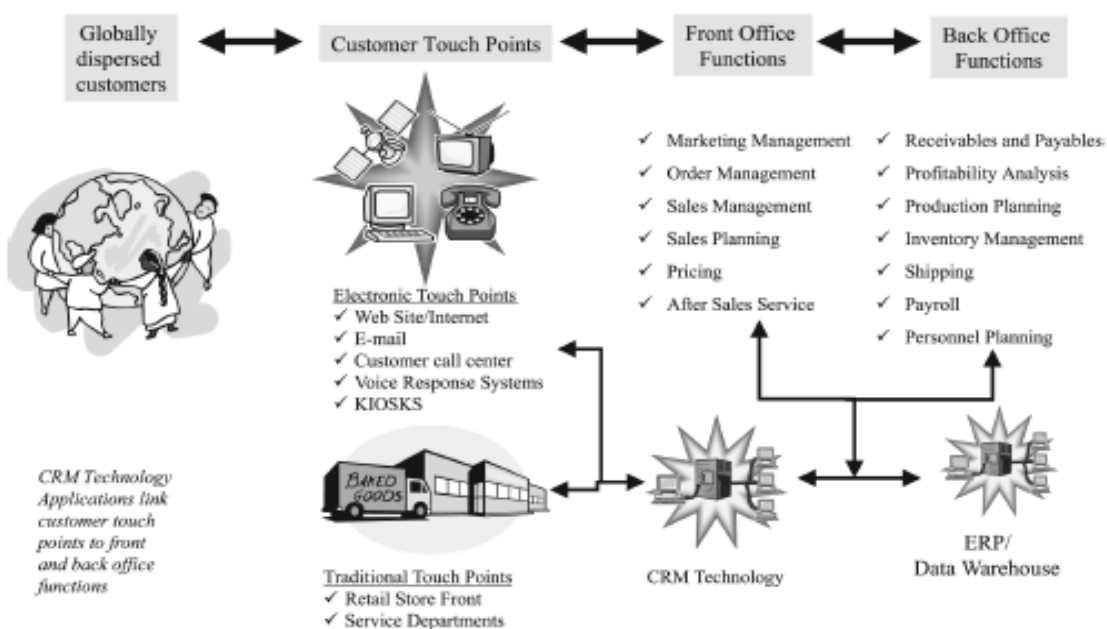 Globally
dispersed
customers
Customer Touch Points
Front Office
Functions
Back Office
Functions
✓ Marketing Management
✓ Order Management
✓ Sales Management
✓ Sales Planning
✓ Pricing
✓ After Sales Service
✓ Receivables and Payables
✓ Profitability Analysis
✓ Production Planning
✓ Inventory Management
✓ Shipping
✓ Payroll
✓ Personnel Planning
Electronic Touch Points
✓ Web Site/Internet
✓ E-mail
✓ Customer call center
✓ Voice Response Systems
✓ KIOSKS
BAKED
GOODS
Traditional Touch Points
✓ Retail Store Front
✓ Service Departments
CRM Technology
Applications link
customer touch
points to front
and back office
functions
CRM Technology
ERP/
Data Warehouse